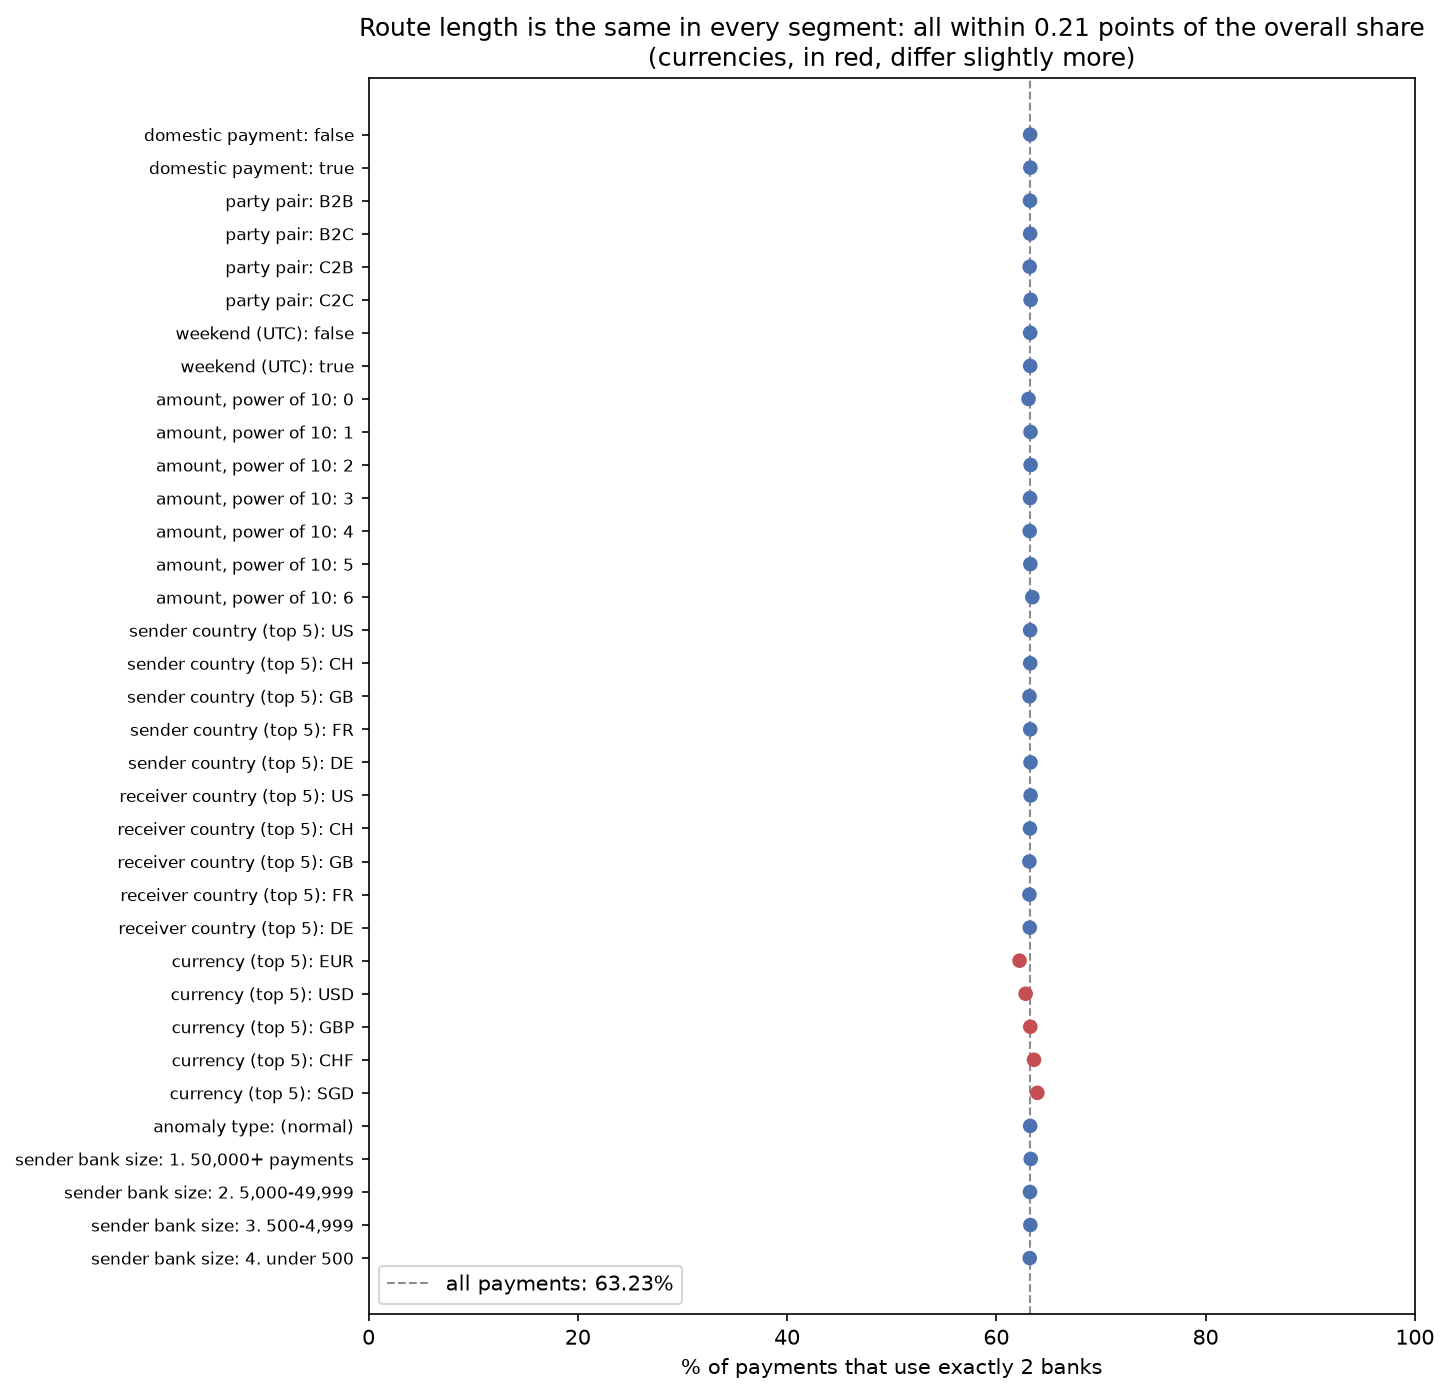 Route length is the same in every segment: all within 0.21 points of the overall share
(currencies, in red, differ slightly more)
domestic payment: false
domestic payment: true
party pair: B2B
party pair: B2C
party pair: C2B
party pair: C2C
weekend (UTC): false
weekend (UTC): true
amount, power of 10: 0
amount, power of 10: 1
amount, power of 10: 2
amount, power of 10: 3
amount, power of 10: 4
amount, power of 10: 5
amount, power of 10: 6
sender country (top 5): US
sender country (top 5): CH
sender country (top 5): GB
sender country (top 5): FR
sender country (top 5): DE
receiver country (top 5): US
receiver country (top 5): CH
receiver country (top 5): GB
receiver country (top 5): FR
receiver country (top 5): DE
currency (top 5): EUR
currency (top 5): USD
currency (top 5): GBP
currency (top 5): CHF
currency (top 5): SGD
anomaly type: (normal)
sender bank size: 1. 50,000+ payments
sender bank size: 2. 5,000-49,999
sender bank size: 3. 500-4,999
sender bank size: 4. under 500
all payments: 63.23%
0 20 40 60 80 100
% of payments that use exactly 2 banks